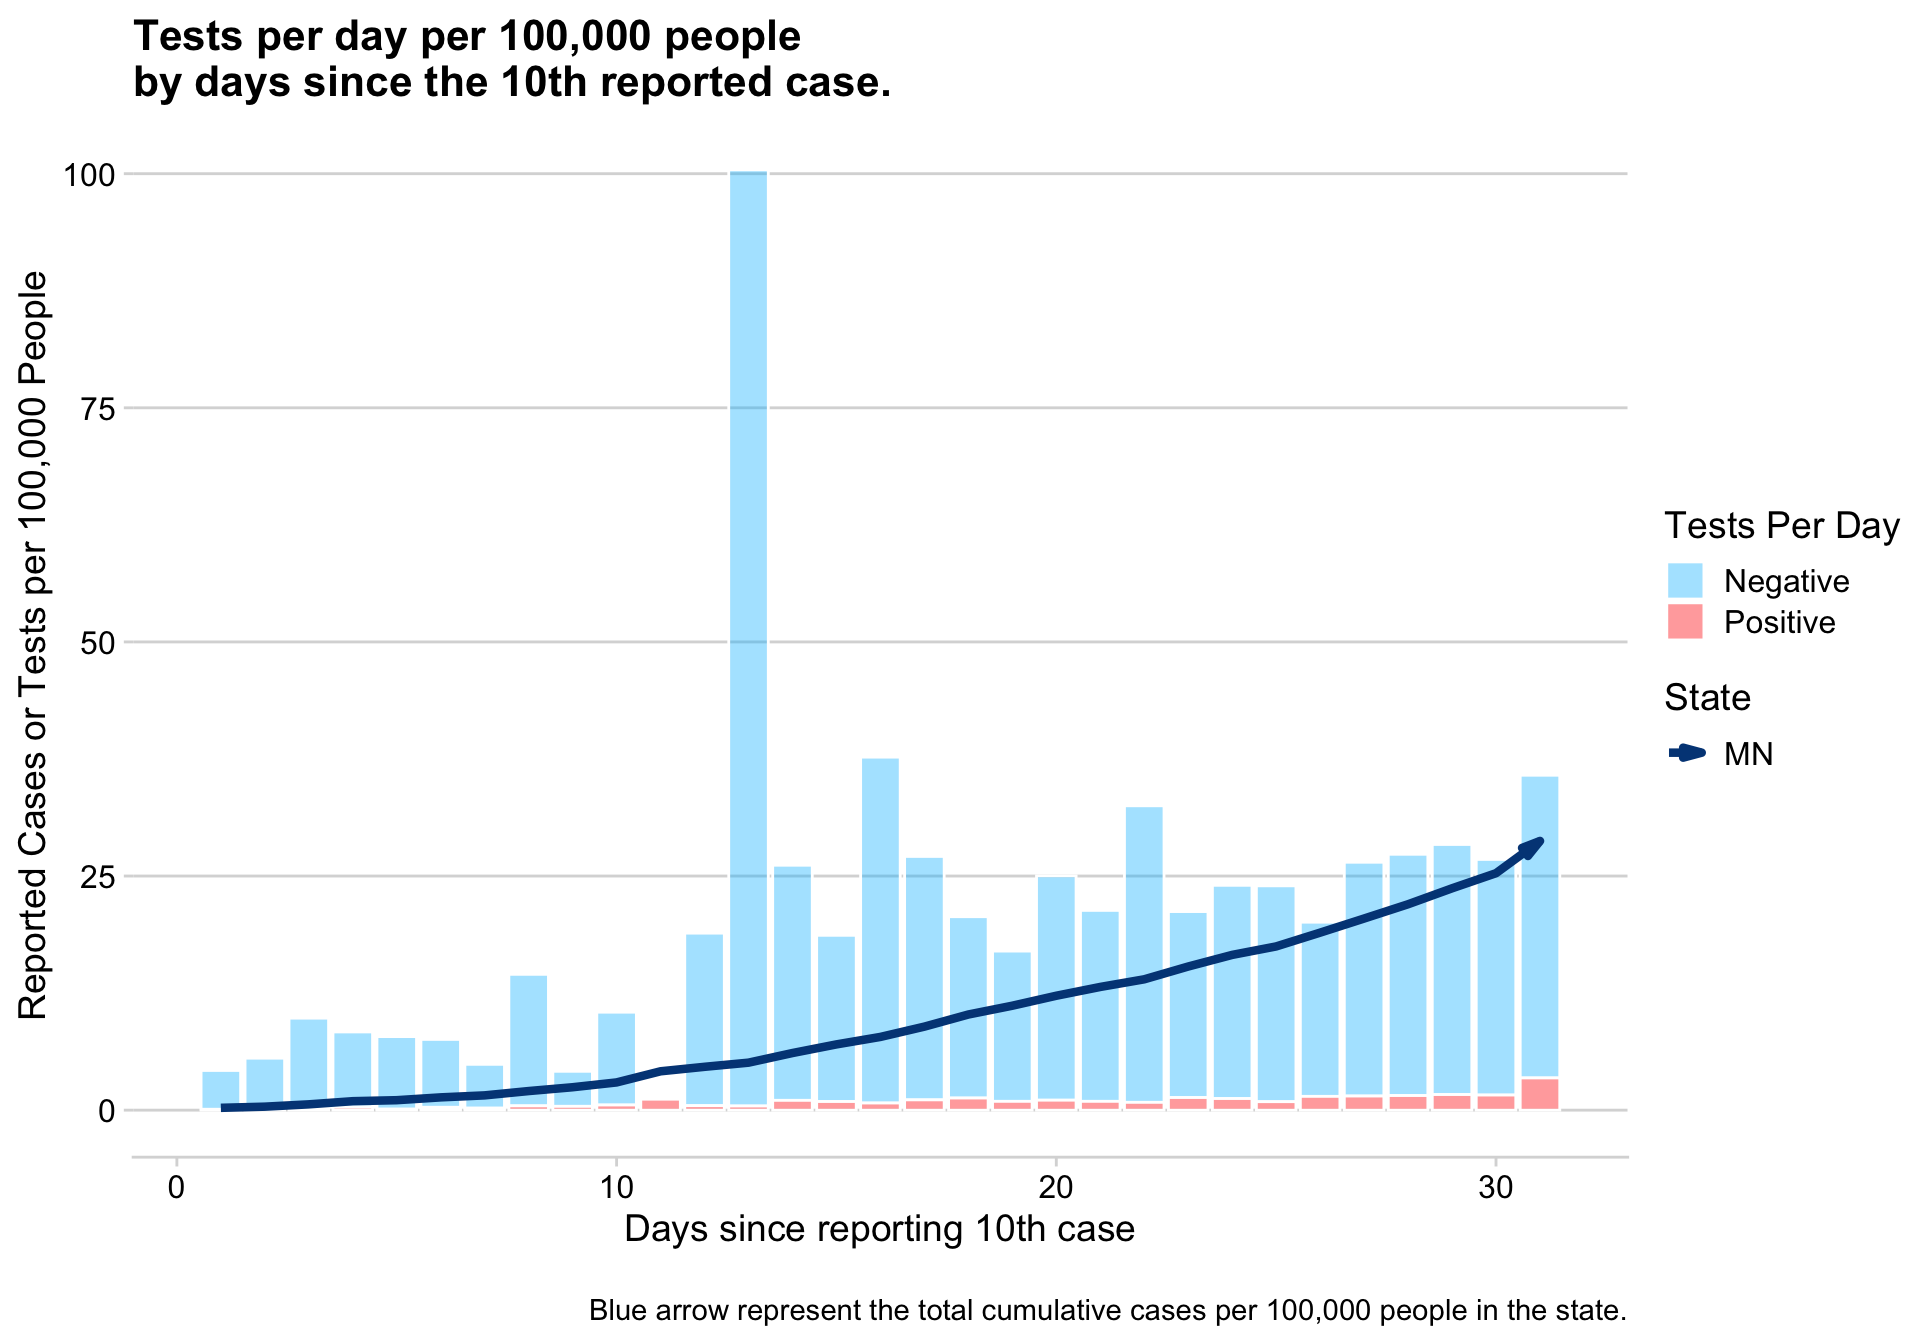 Tests per day per 100,000 people
by days since the 10th reported case.
Reported Cases or Tests per 100,000 People
100
75
50
25
0
0
10
20
30
Days since reporting 10th case
Tests Per Day
Negative
Positive
State
MN
Blue arrow represent the total cumulative cases per 100,000 people in the state.